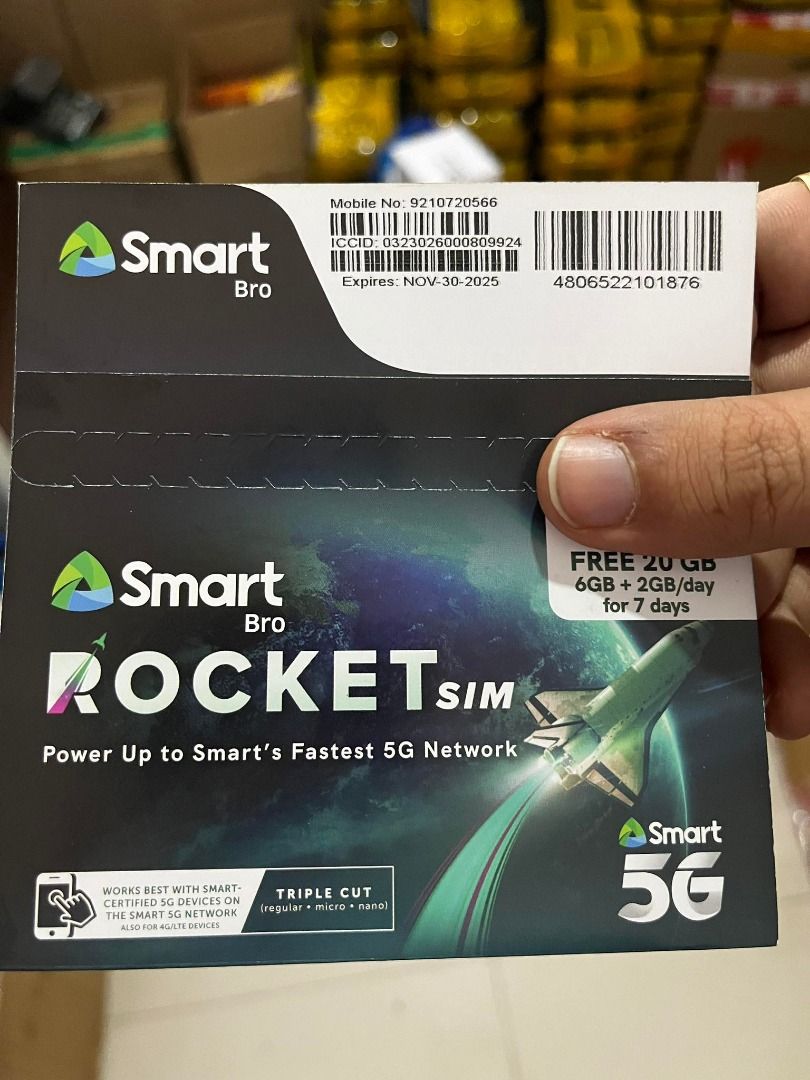 Smart
Bro
Mobile No: 9210720566
ICCID: 0323026000809924
Expires: NOV-30-2025
4806522101876
FREE 20 GB
6GB + 2GB/day
for 7 days
Smart
Bro
ROCKET SIM
Power Up to Smart's Fastest 5G Network
WORKS BEST WITH SMART-
CERTIFIED 5G DEVICES ON
THE SMART 5G NETWORK
ALSO FOR 4G/LTE DEVICES
TRIPLE CUT
(regular • micro • nano)
Smart
5G